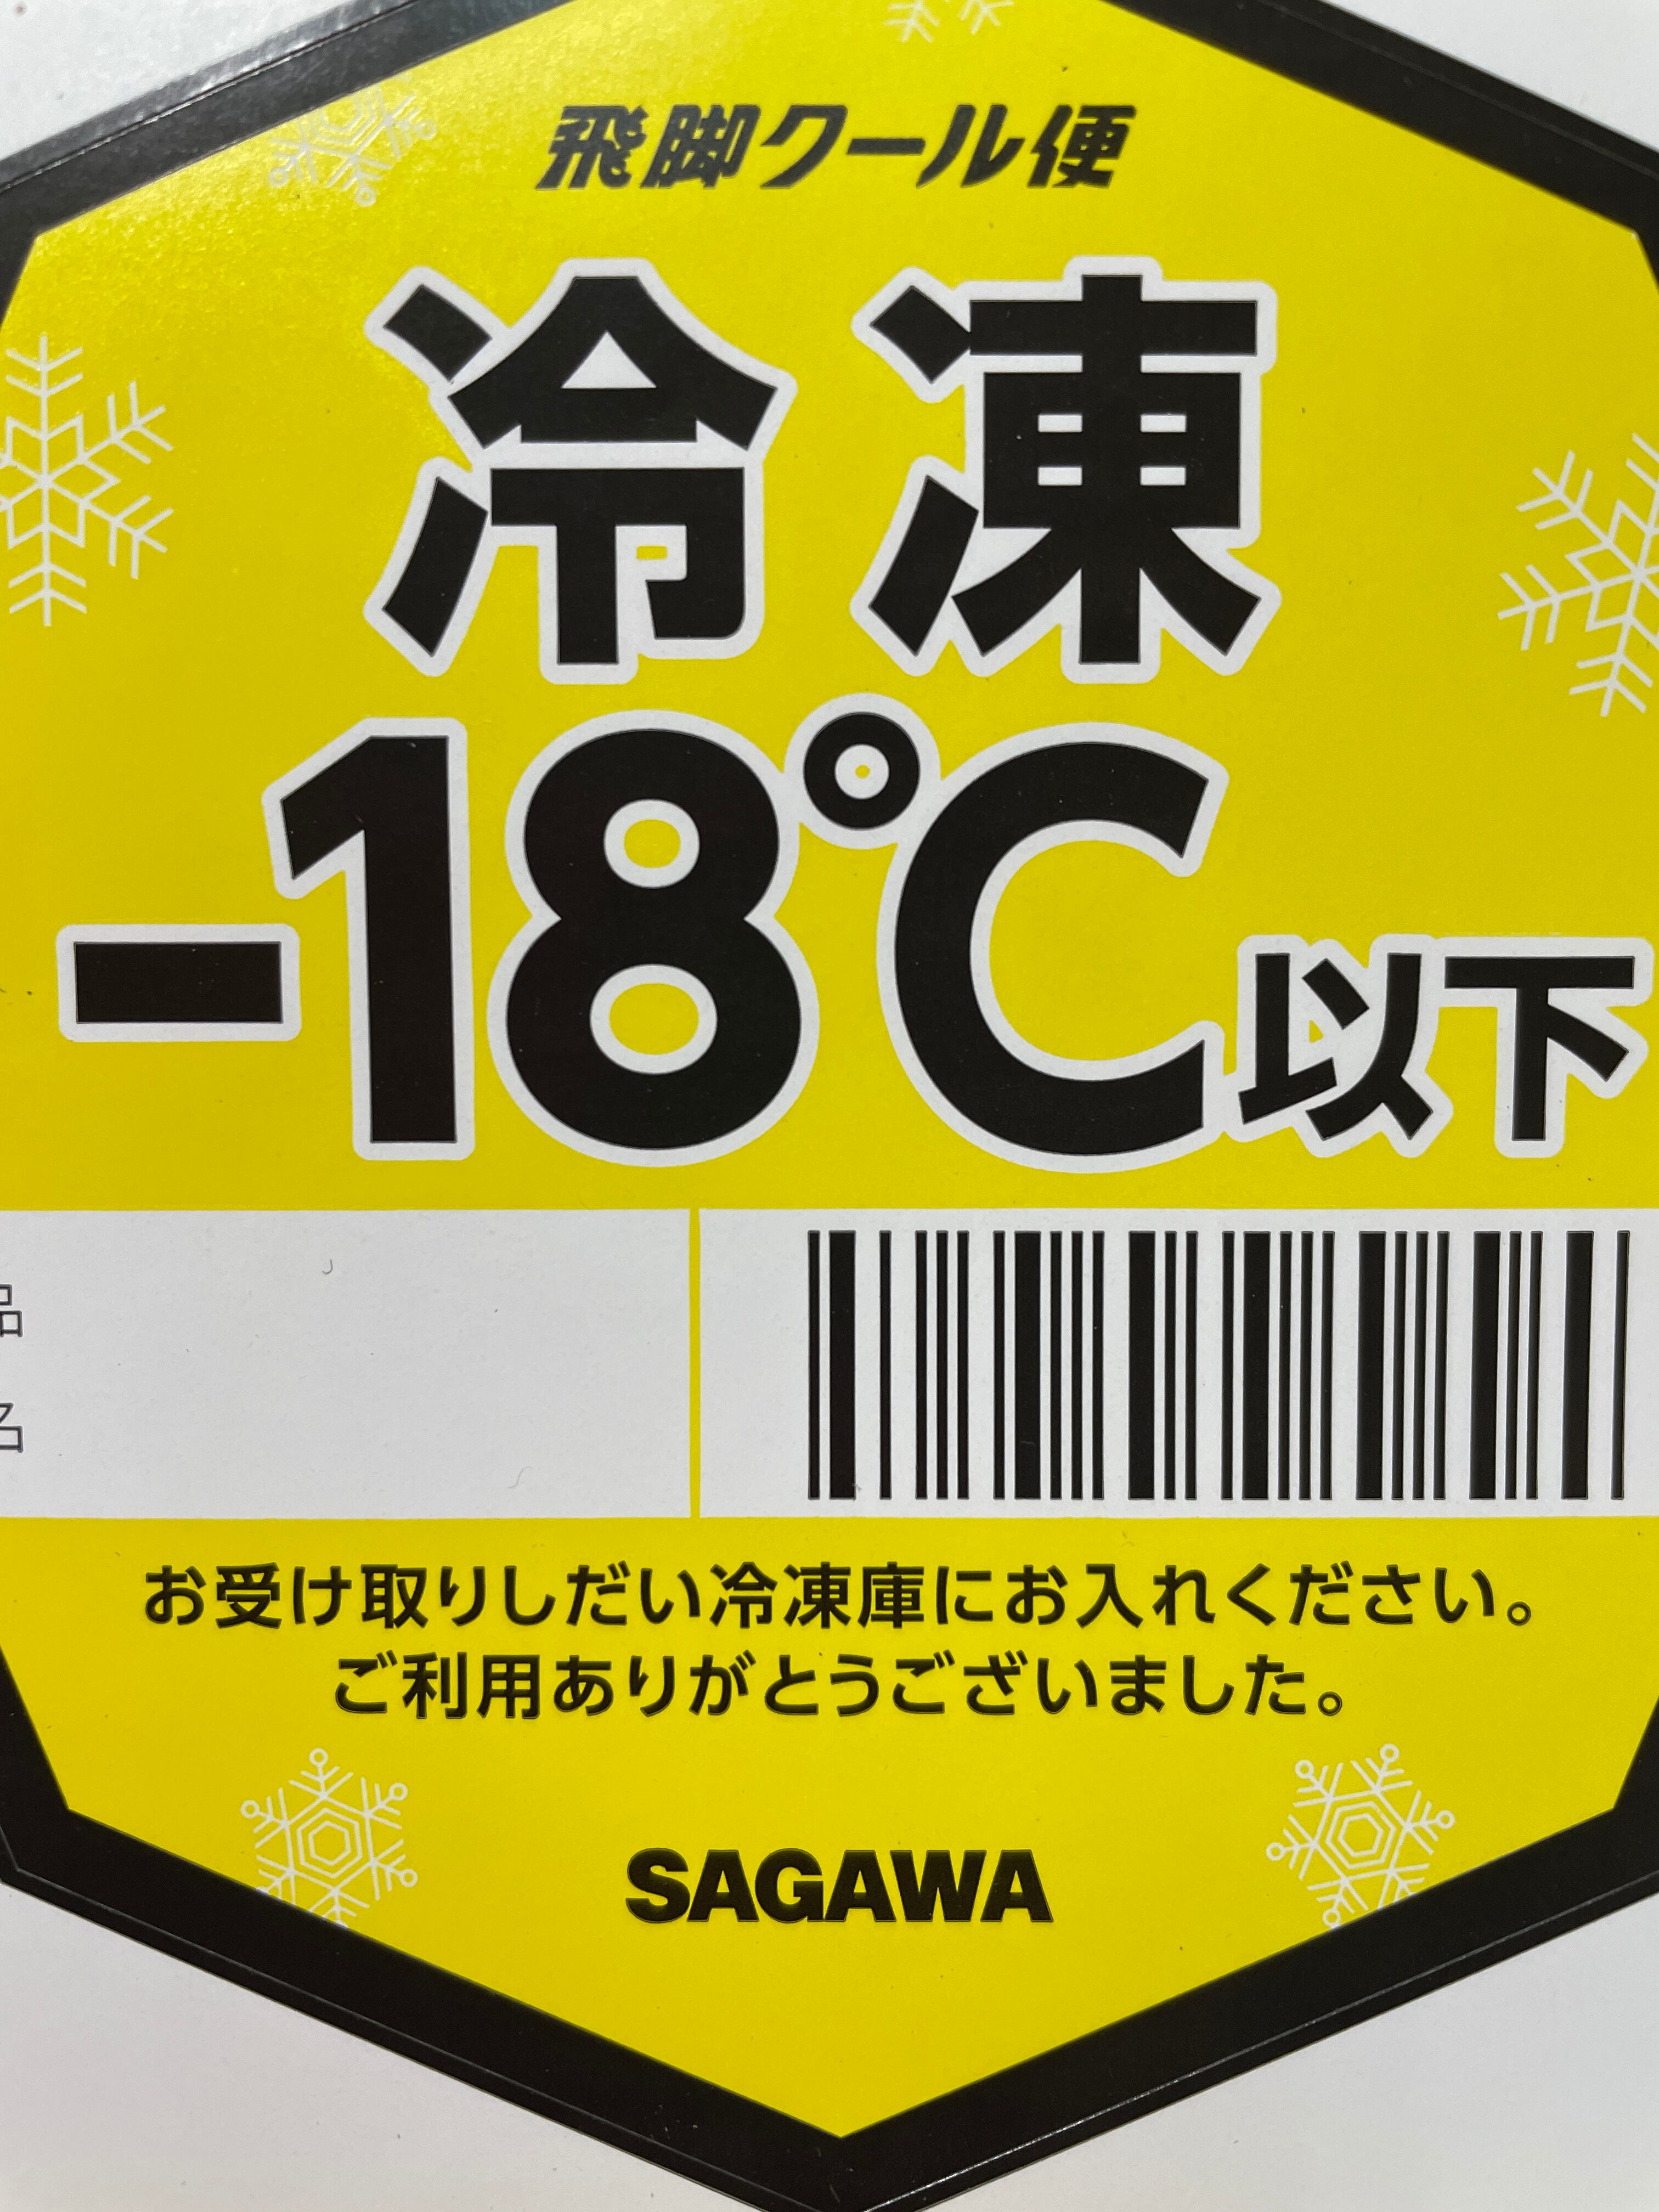 飛脚クール便
冷凍
-18℃以下
品
名
お受け取りしだい冷凍庫にお入れください。
ご利用ありがとうございました。
SAGAWA